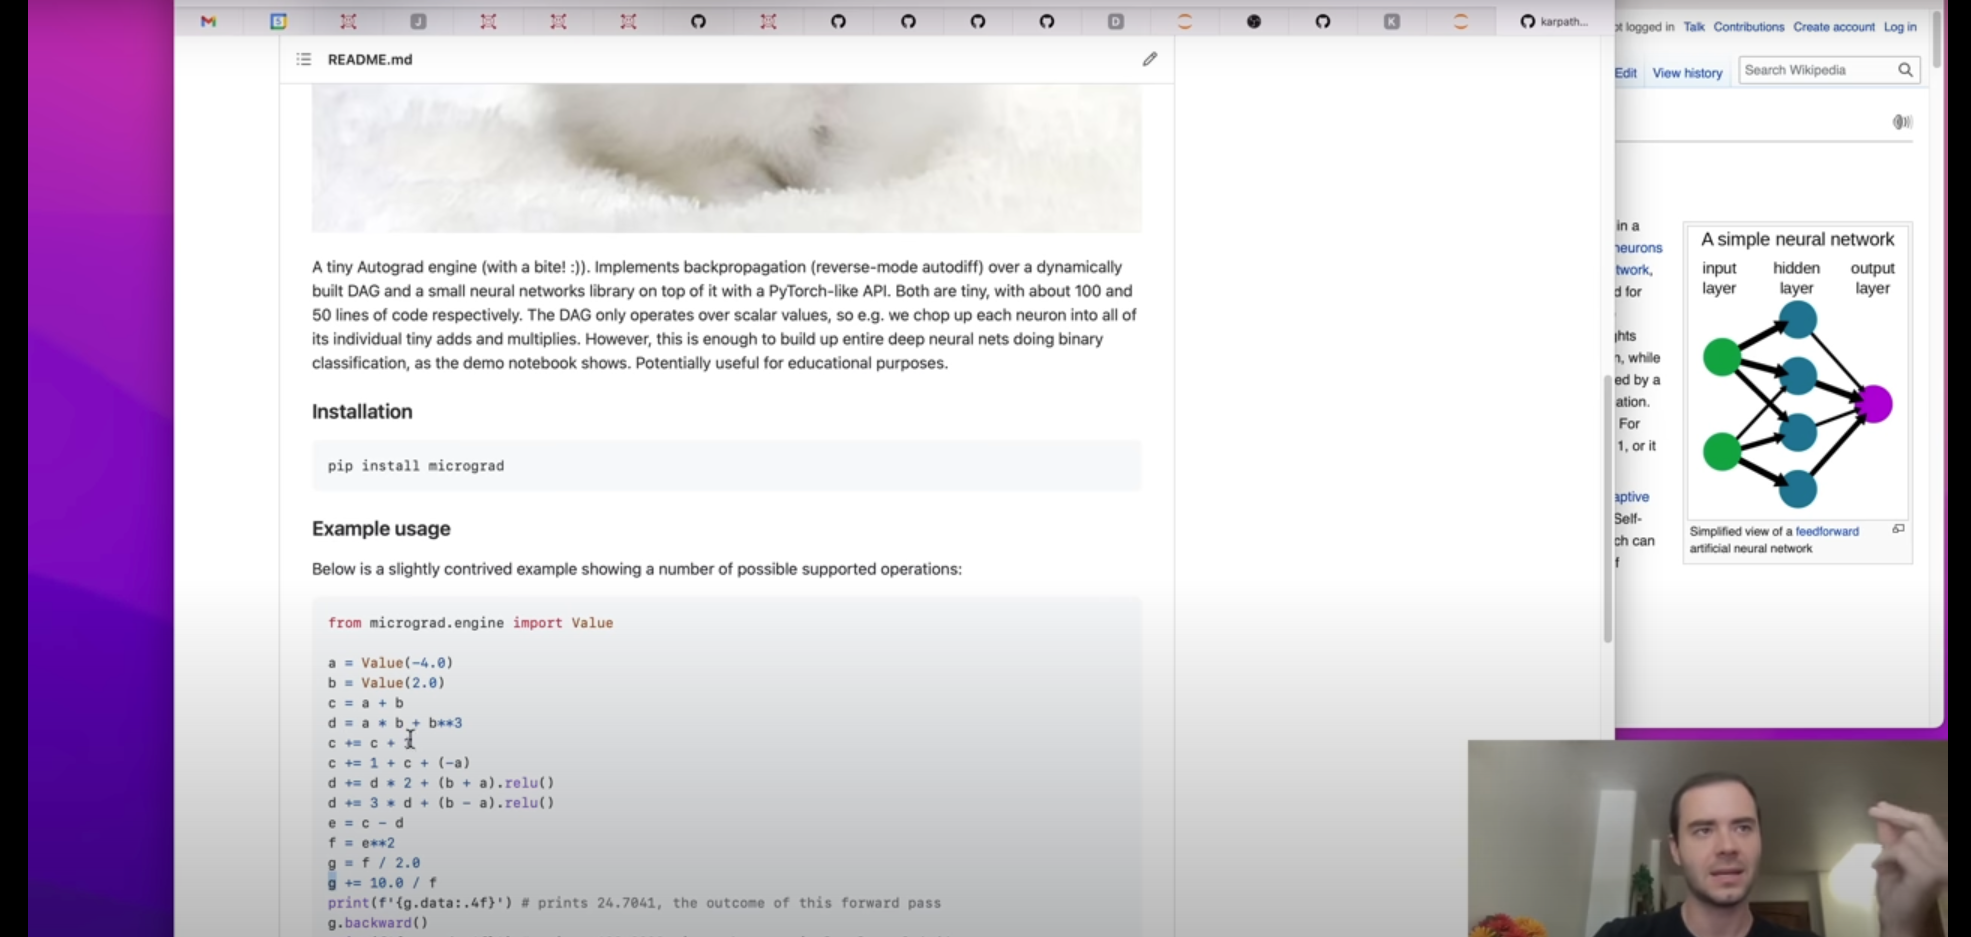 karpath...
README.md
A tiny Autograd engine (with a bite! :)). Implements backpropagation (reverse-mode autodiff) over a dynamically
built DAG and a small neural networks library on top of it with a PyTorch-like API. Both are tiny, with about 100 and
50 lines of code respectively. The DAG only operates over scalar values, so e.g. we chop up each neuron into all of
its individual tiny adds and multiplies. However, this is enough to build up entire deep neural nets doing binary
classification, as the demo notebook shows. Potentially useful for educational purposes.
Installation
pip install micrograd
Example usage
Below is a slightly contrived example showing a number of possible supported operations:
from micrograd.engine import Value
a = Value(-4.0)
b = Value(2.0)
c = a + b
d = a * b + b**3
c += c +
c += 1 + c + (-a)
d += d * 2 + (b + a).relu()
d += 3 * d + (b - a).relu()
e = c - d
f = e**2
g = f / 2.0
g += 10.0 / f
print(f'{g.data:.4f}') # prints 24.7041, the outcome of this forward pass
g.backward()
logged in Talk Contributions Create account Log in
Edit View history Search Wikipedia
in a
neurons
twork,
d for
, while
ed by a
ation.
For
1, or it
aptive
Self-
ch can
f
A simple neural network
input hidden output
layer layer layer
Simplified view of a feedforward
artificial neural network